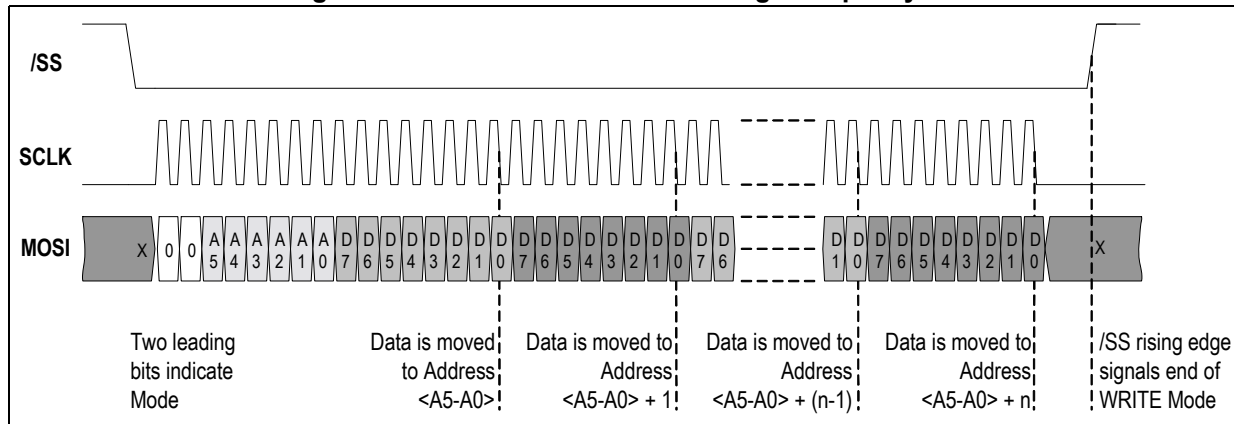 /SS
SCLK
MOSI
X 0 0 A5 A4 A3 A2 A1 A0 D7 D6 D5 D4 D3 D2 D1 D0 D7 D6 D5 D4 D3 D2 D1 D0 D7 D6 D1 D0 D7 D6 D5 D4 D3 D2 D1 D0 X
Two leading
bits indicate
Mode
Data is moved
to Address
<A5-A0>
Data is moved to
Address
<A5-A0> + 1
Data is moved to
Address
<A5-A0> + (n-1)
Data is moved to
Address
<A5-A0> + n
/SS rising edge
signals end of
WRITE Mode